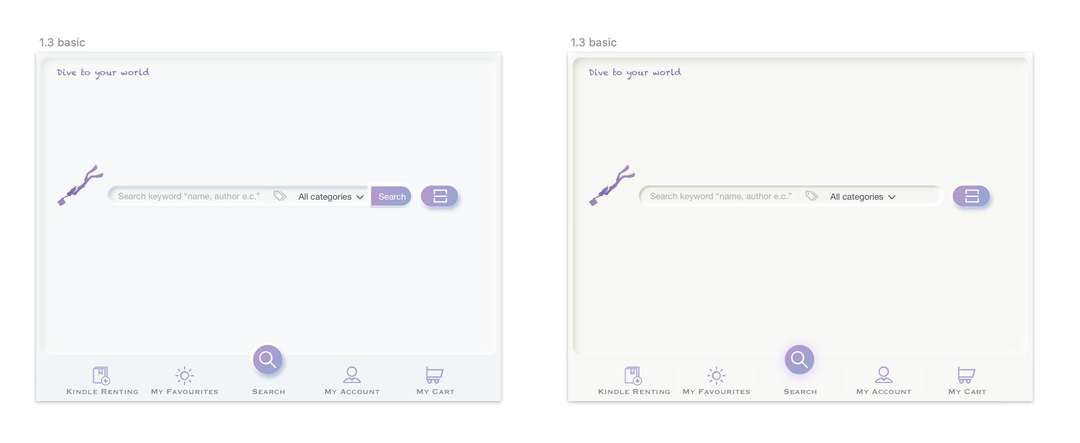 1.3 basic
Dive to your world
Search keyword “name, author e.c.” All categories Search
Kindle Renting My Favourites Search My Account My Cart
1.3 basic
Dive to your world
Search keyword “name, author e.c.” All categories
Kindle Renting My Favourites Search My Account My Cart